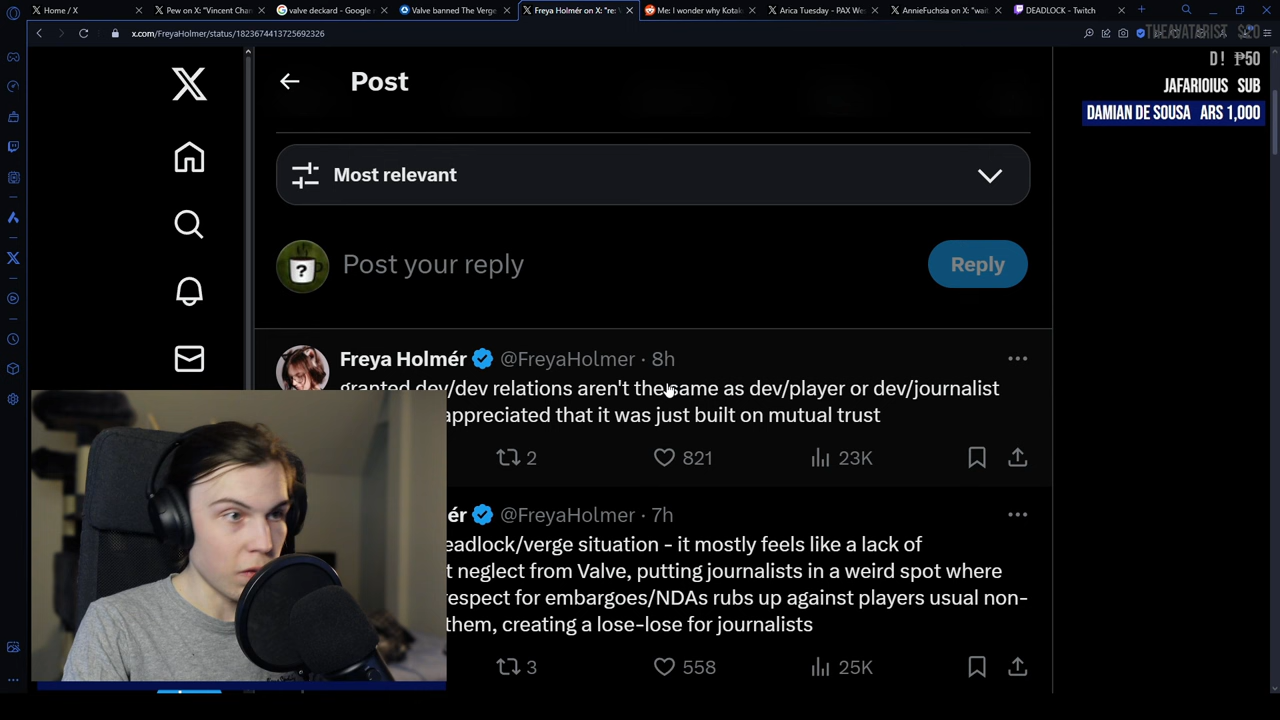 Home / X
Pew on X: "Vincent Chan
valve deckard - Google
Valve banned The Verge
Freya Holmér on X: "re: V
Me: I wonder why Kotak
Arica Tuesday - PAX We
AnnieFuchsia on X: "wait
DEADLOCK - Twitch
x.com/FreyaHolmer/status/1823674413725692326
THEAVATARIST $20
D! ₱50
JAFARIOIUS SUB
DAMIAN DE SOUSA ARS 1,000
Post
Most relevant
Post your reply
Reply
Freya Holmér @FreyaHolmer · 8h
granted dev/dev relations aren't the same as dev/player or dev/journalist
appreciated that it was just built on mutual trust
2 821 23K
ér @FreyaHolmer · 7h
eadlock/verge situation - it mostly feels like a lack of
t neglect from Valve, putting journalists in a weird spot where
respect for embargoes/NDAs rubs up against players usual non-
them, creating a lose-lose for journalists
3 558 25K